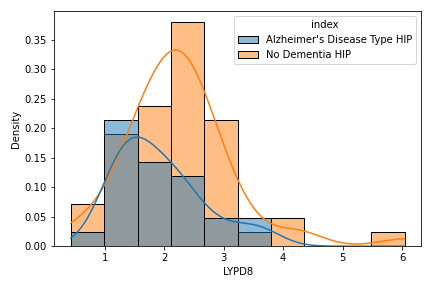 index
Alzheimer's Disease Type HIP
No Dementia HIP
0.35
0.30
0.25
0.20
0.15
0.10
0.05
0.00
Density
1 2 3 4 5 6
LYPD8